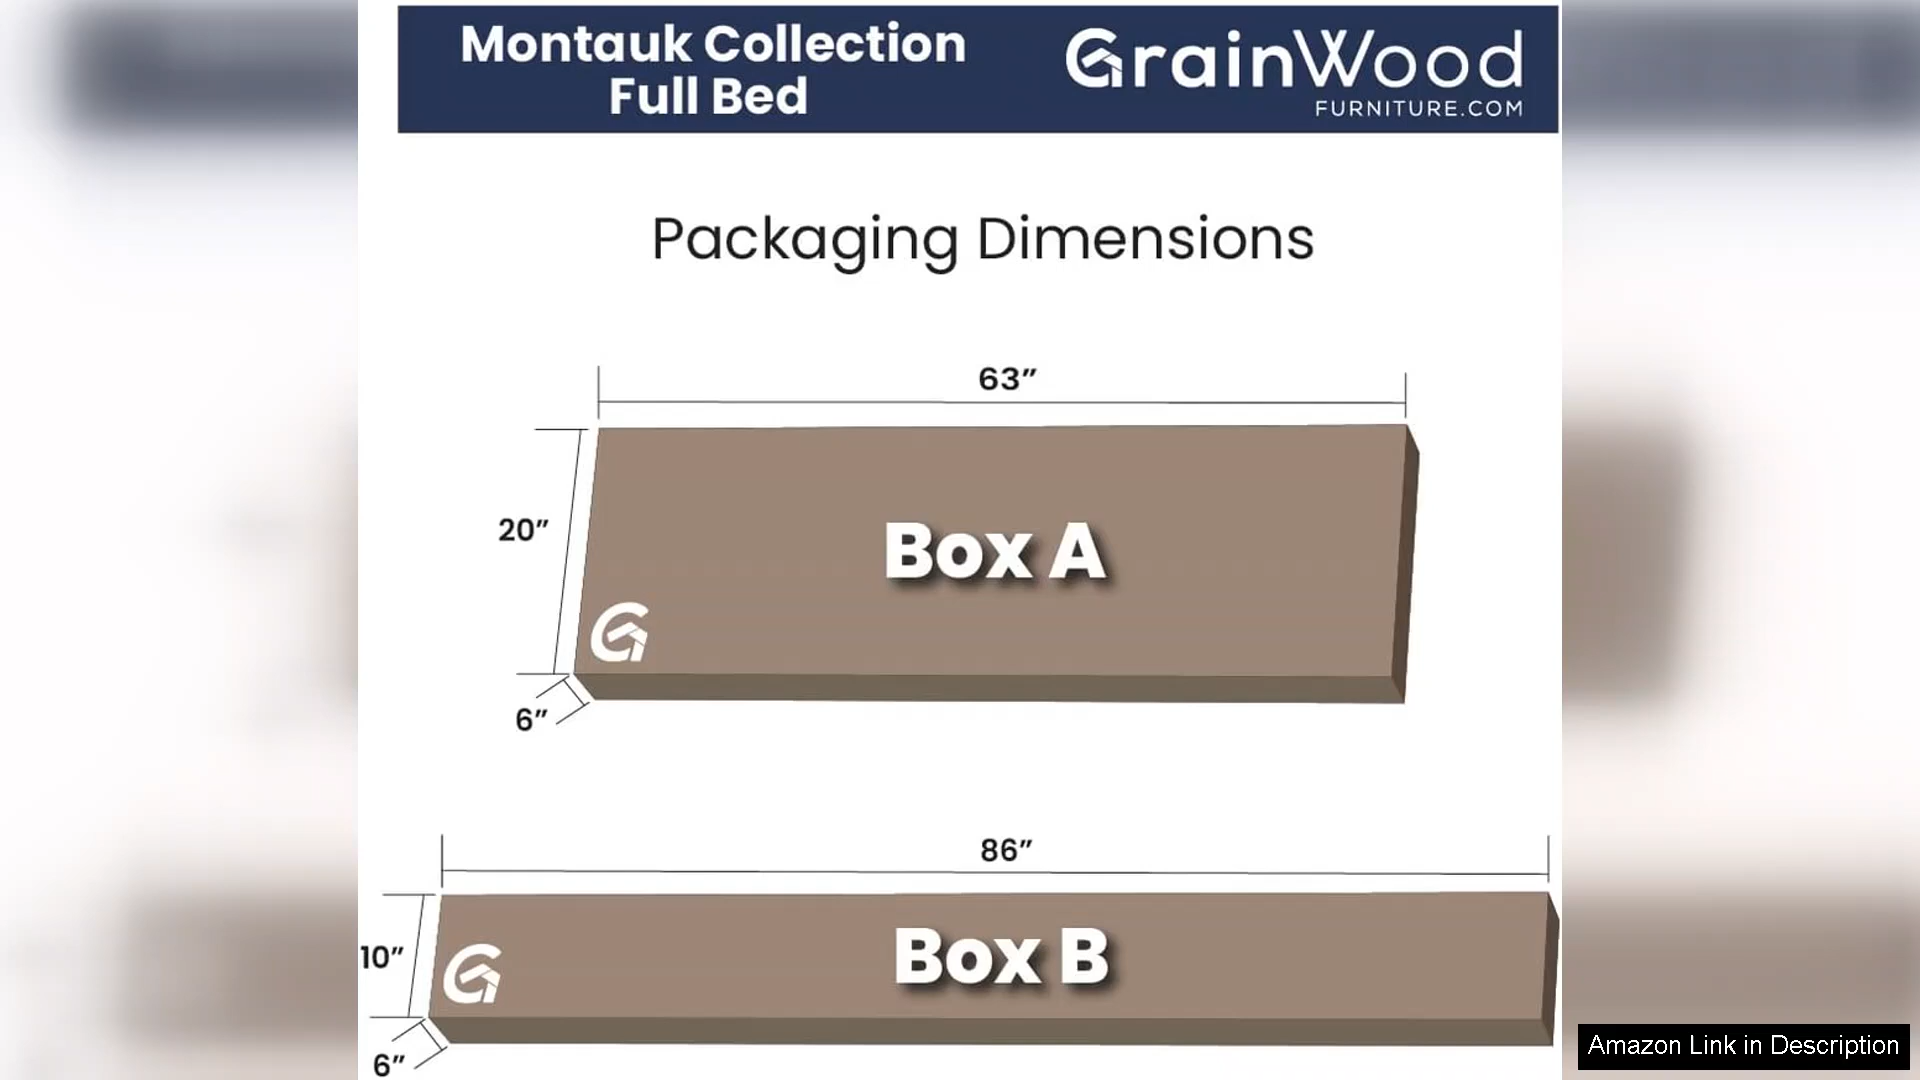 Montauk Collection
Full Bed
GrainWood
FURNITURE.COM
Packaging Dimensions
63”
20”
Box A
G
6”
86”
10”
Box B
G
6”
Amazon Link in Description